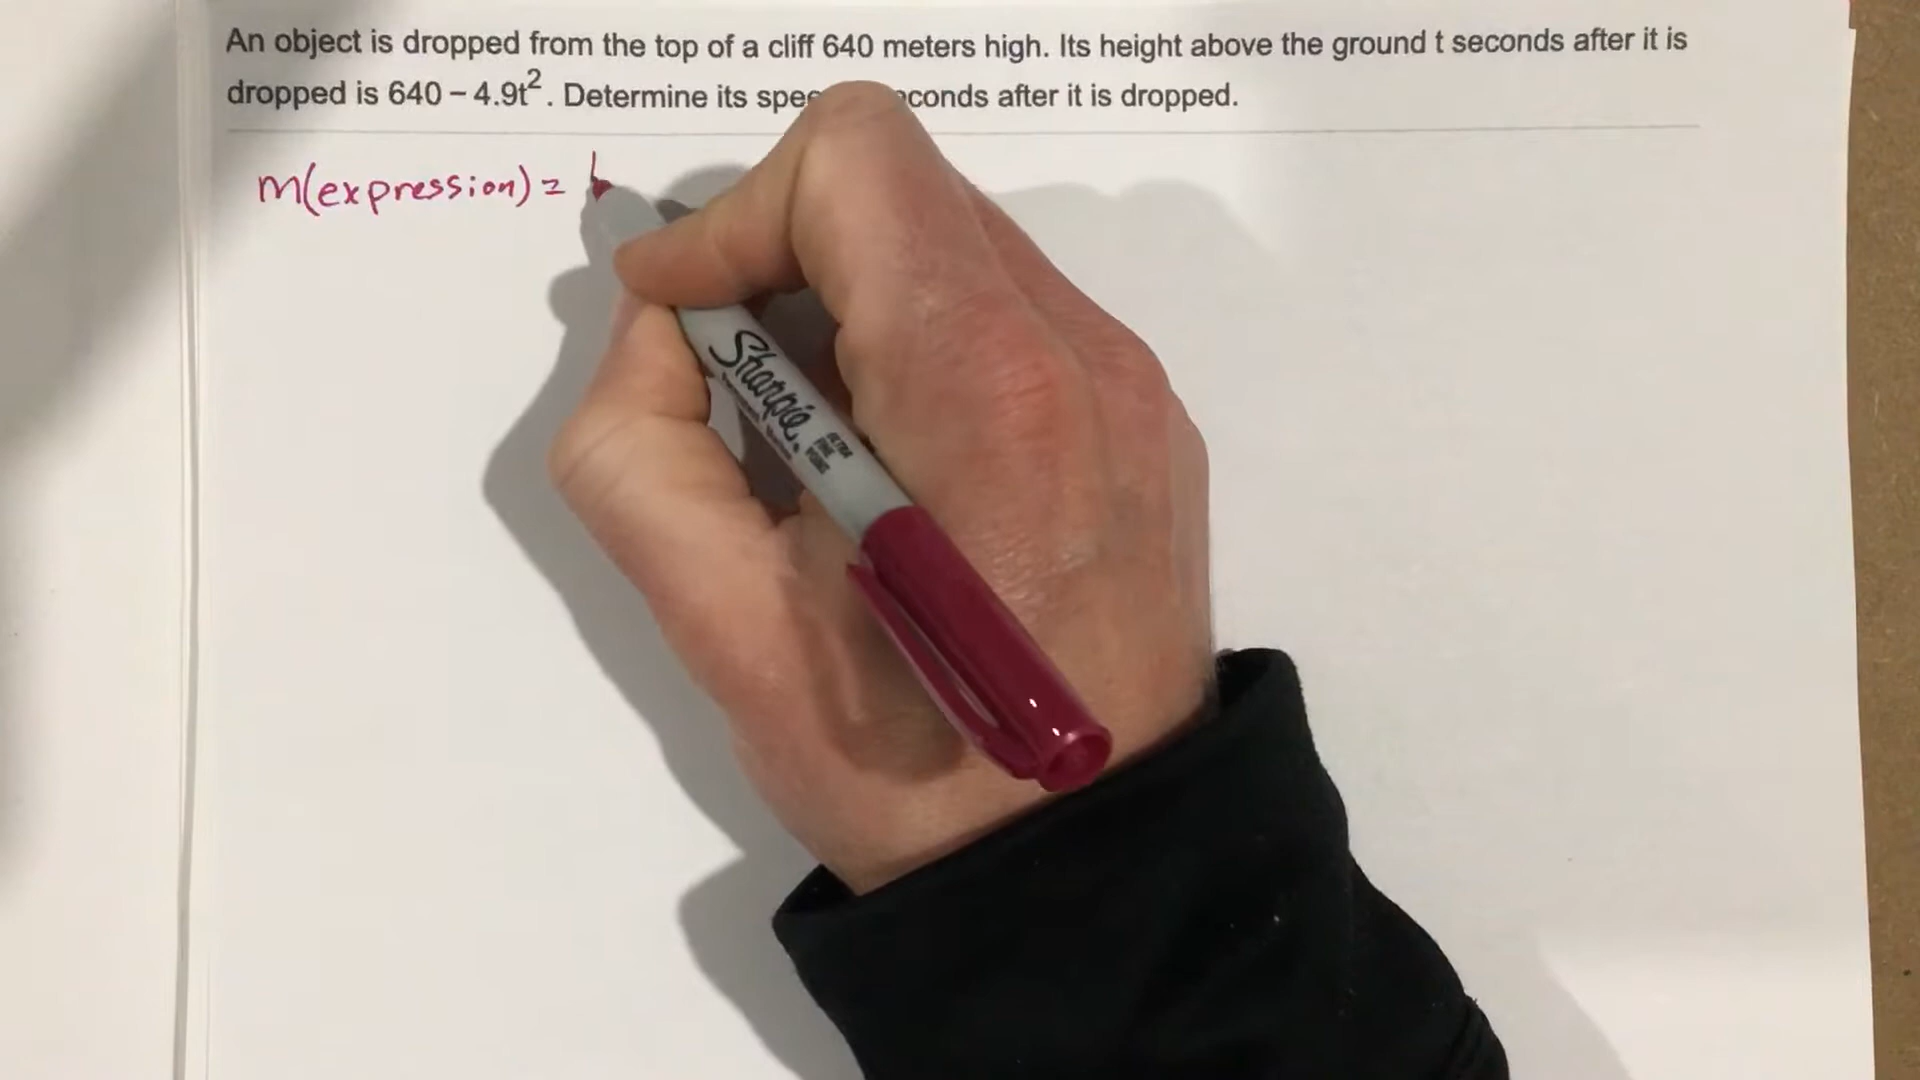 An object is dropped from the top of a cliff 640 meters high. Its height above the ground t seconds after it is
dropped is 640 – 4.9t². Determine its conds after it is dropped.
m(expression) =
Sharpie.